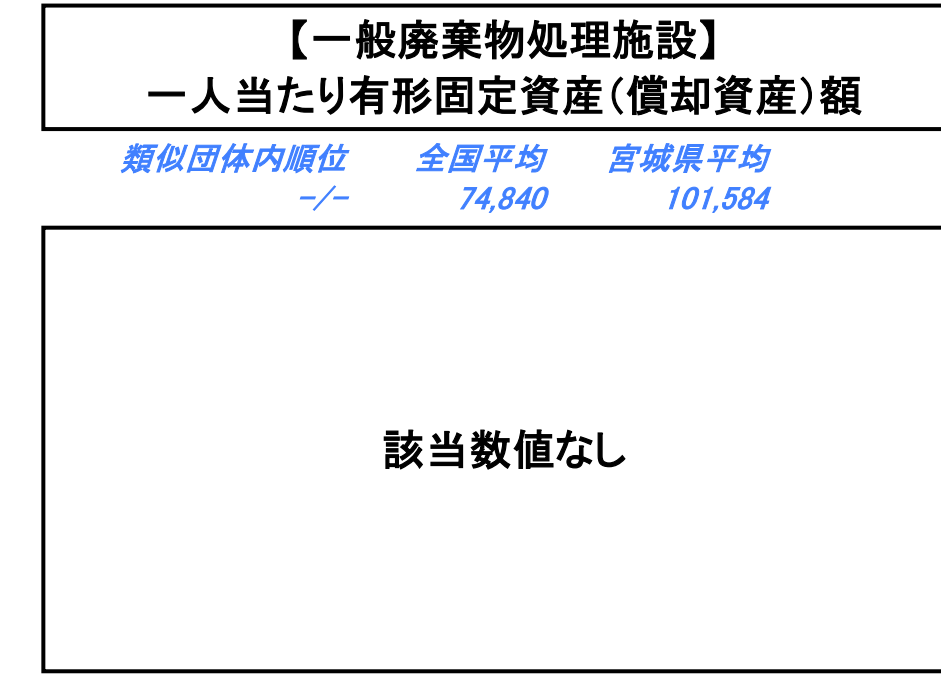 【一般廃棄物処理施設】
一人当たり有形固定資産(償却資産)額
類似団体内順位 全国平均 宮城県平均
-/- 74,840 101,584
該当数値なし